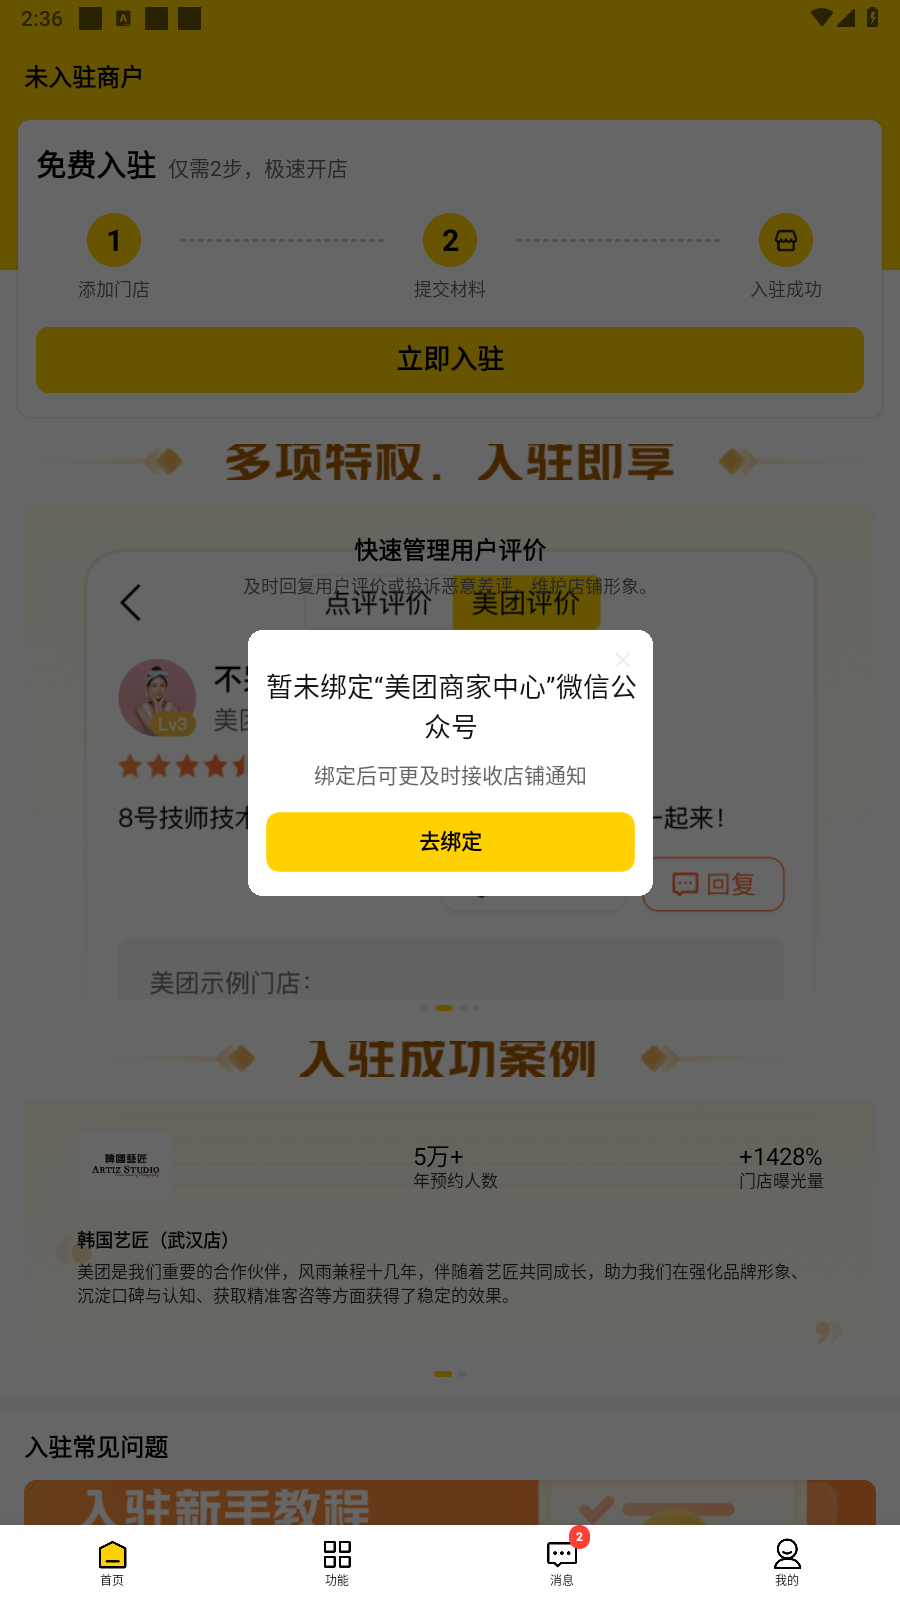 2:36
未入驻商户
免费入驻 仅需2步，极速开店
1
2
添加门店
提交材料
入驻成功
立即入驻
多项特权，入驻即享
快速管理用户评价
及时回复用户评价或投诉恶意差评，维护店铺形象。
点评评价 美团评价
不
Lv3
美团
暂未绑定“美团商家中心”微信公
众号
绑定后可更及时接收店铺通知
去绑定
8号技师技术
一起来！
回复
美团示例门店：
入驻成功案例
韓國藝匠
ARTIZ STUDIO
5万+
年预约人数
+1428%
门店曝光量
韩国艺匠（武汉店）
美团是我们重要的合作伙伴，风雨兼程十几年，伴随着艺匠共同成长，助力我们在强化品牌形象、
沉淀口碑与认知、获取精准客咨等方面获得了稳定的效果。
入驻常见问题
入驻新手教程
首页
功能
2
消息
我的